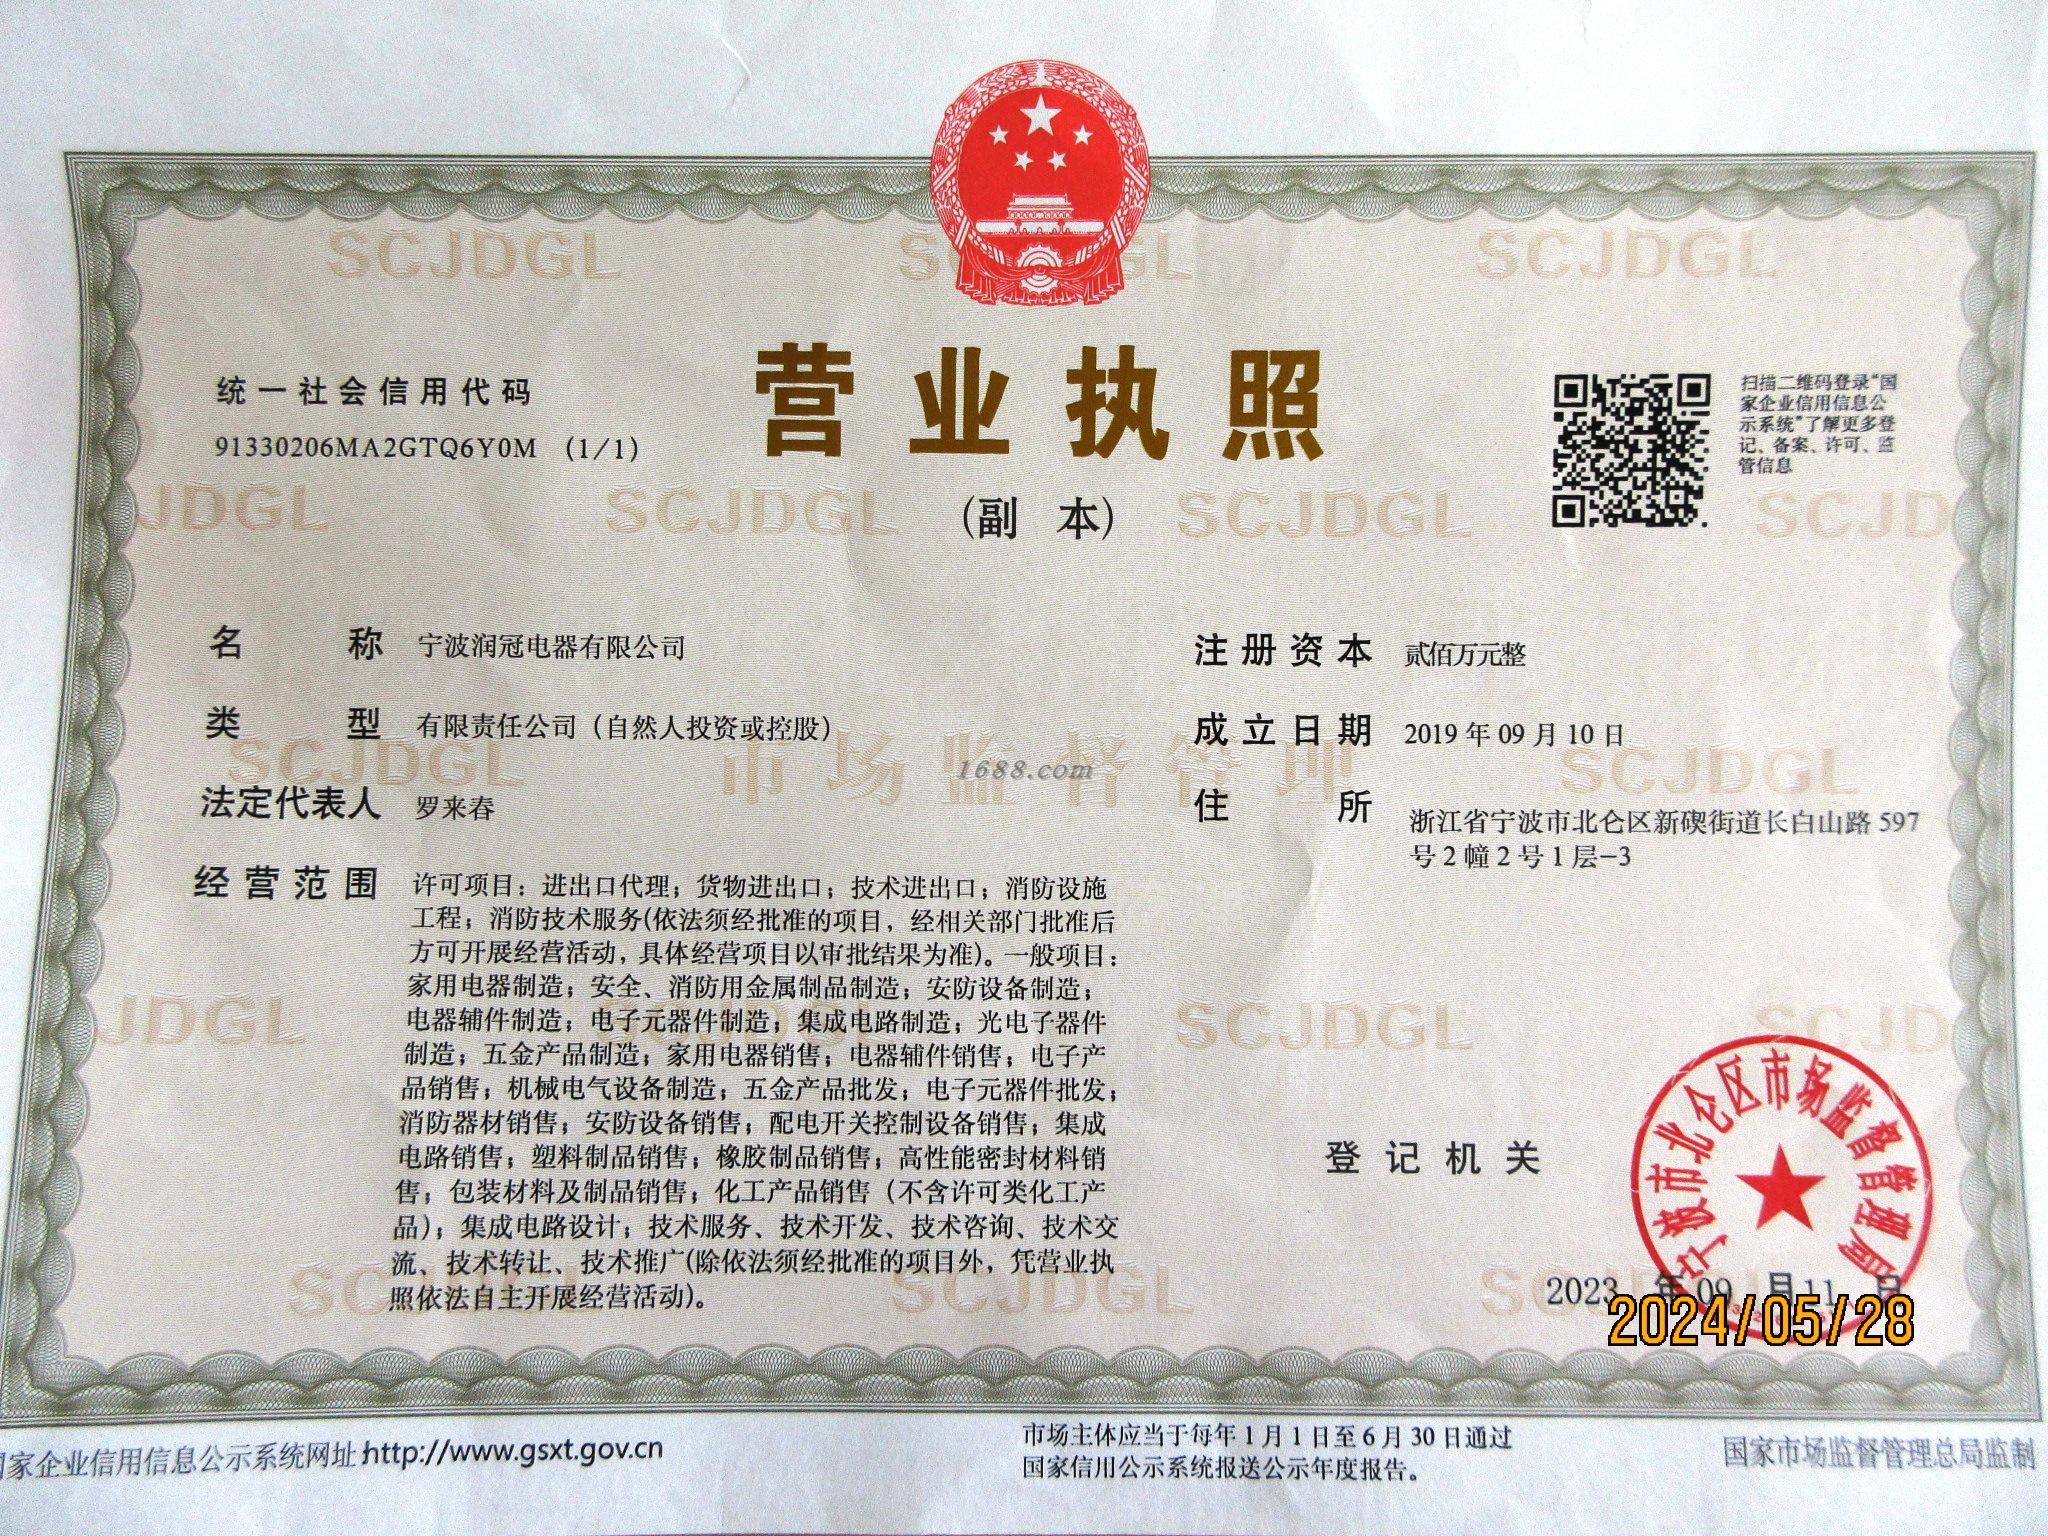 统一社会信用代码
91330206MA2GTQ6Y0M (1/1)
营业执照
(副 本)
扫描二维码登录“国
家企业信用信息公
示系统”了解更多登
记、备案、许可、监
管信息
名 称 宁波润冠电器有限公司
类 型 有限责任公司（自然人投资或控股）
法定代表人 罗来春
经营范围 许可项目：进出口代理；货物进出口；技术进出口；消防设施
工程；消防技术服务(依法须经批准的项目，经相关部门批准后
方可开展经营活动，具体经营项目以审批结果为准)。一般项目：
家用电器制造；安全、消防用金属制品制造；安防设备制造；
电器辅件制造；电子元器件制造；集成电路制造；光电子器件
制造；五金产品制造；家用电器销售；电器辅件销售；电子产
品销售；机械电气设备制造；五金产品批发；电子元器件批发；
消防器材销售；安防设备销售；配电开关控制设备销售；集成
电路销售；塑料制品销售；橡胶制品销售；高性能密封材料销
售；包装材料及制品销售；化工产品销售（不含许可类化工产
品）；集成电路设计；技术服务、技术开发、技术咨询、技术交
流、技术转让、技术推广(除依法须经批准的项目外，凭营业执
照依法自主开展经营活动)。
注册资本 贰佰万元整
成立日期 2019 年 09 月 10 日
住 所 浙江省宁波市北仑区新碶街道长白山路 597
号 2 幢 2 号 1 层-3
登记机关
宁波市北仑区市场监督管理局
2023 年 09 月 11 日
2024/05/28
1688.com
市场监督管理
SCJDGL
SCJDGL
SCJDGL
SCJDGL
SCJDGL
SCJDGL
SCJDGL
SCJDGL
国家企业信用信息公示系统网址:http://www.gsxt.gov.cn
市场主体应当于每年 1 月 1 日至 6 月 30 日通过
国家信用公示系统报送公示年度报告。
国家市场监督管理总局监制